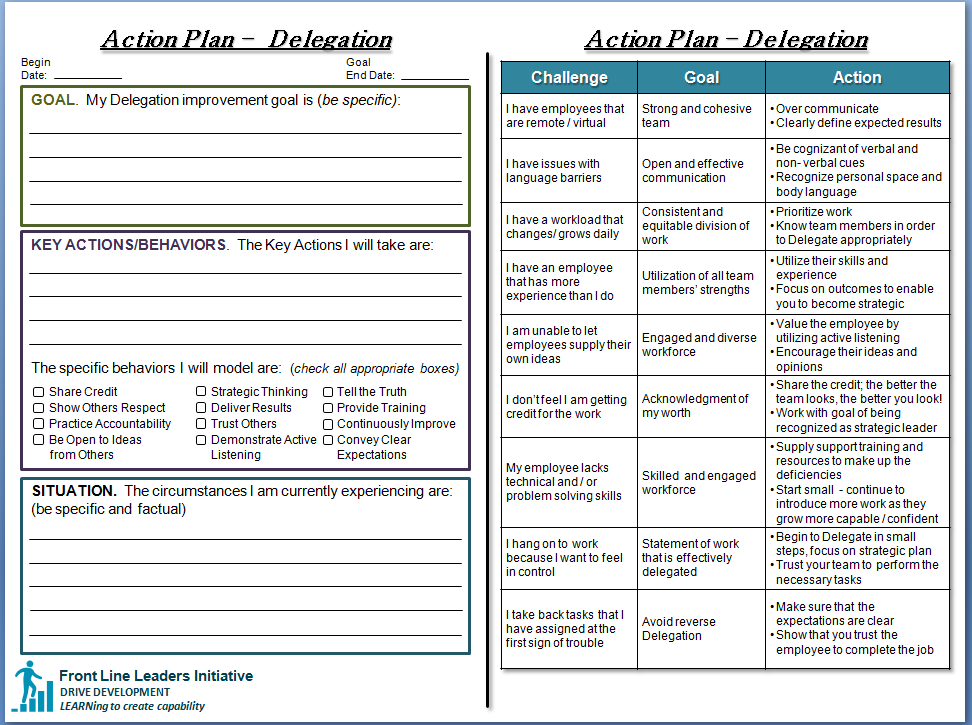 Action Plan – Delegation
Begin
Date: __________
Goal
End Date: __________
GOAL. My Delegation improvement goal is (be specific):
KEY ACTIONS/BEHAVIORS. The Key Actions I will take are:
The specific behaviors I will model are: (check all appropriate boxes)
Share Credit
Show Others Respect
Practice Accountability
Be Open to Ideas
from Others
Strategic Thinking
Deliver Results
Trust Others
Demonstrate Active
Listening
Tell the Truth
Provide Training
Continuously Improve
Convey Clear
Expectations
SITUATION. The circumstances I am currently experiencing are:
(be specific and factual)
Front Line Leaders Initiative
DRIVE DEVELOPMENT
LEARNing to create capability
Action Plan – Delegation
Challenge
Goal
Action
I have employees that
are remote / virtual
Strong and cohesive
team
• Over communicate
• Clearly define expected results
I have issues with
language barriers
Open and effective
communication
• Be cognizant of verbal and
non- verbal cues
• Recognize personal space and
body language
I have a workload that
changes/ grows daily
Consistent and
equitable division of
work
• Prioritize work
• Know team members in order
to Delegate appropriately
I have an employee
that has more
experience than I do
Utilization of all team
members' strengths
• Utilize their skills and
experience
• Focus on outcomes to enable
you to become strategic
I am unable to let
employees supply their
own ideas
Engaged and diverse
workforce
• Value the employee by
utilizing active listening
• Encourage their ideas and
opinions
I don't feel I am getting
credit for the work
Acknowledgment of
my worth
• Share the credit; the better the
team looks, the better you look!
• Work with goal of being
recognized as strategic leader
My employee lacks
technical and / or
problem solving skills
Skilled and engaged
workforce
• Supply support training and
resources to make up the
deficiencies
• Start small - continue to
introduce more work as they
grow more capable / confident
I hang on to work
because I want to feel
in control
Statement of work
that is effectively
delegated
• Begin to Delegate in small
steps, focus on strategic plan
• Trust your team to perform the
necessary tasks
I take back tasks that I
have assigned at the
first sign of trouble
Avoid reverse
Delegation
• Make sure that the
expectations are clear
• Show that you trust the
employee to complete the job